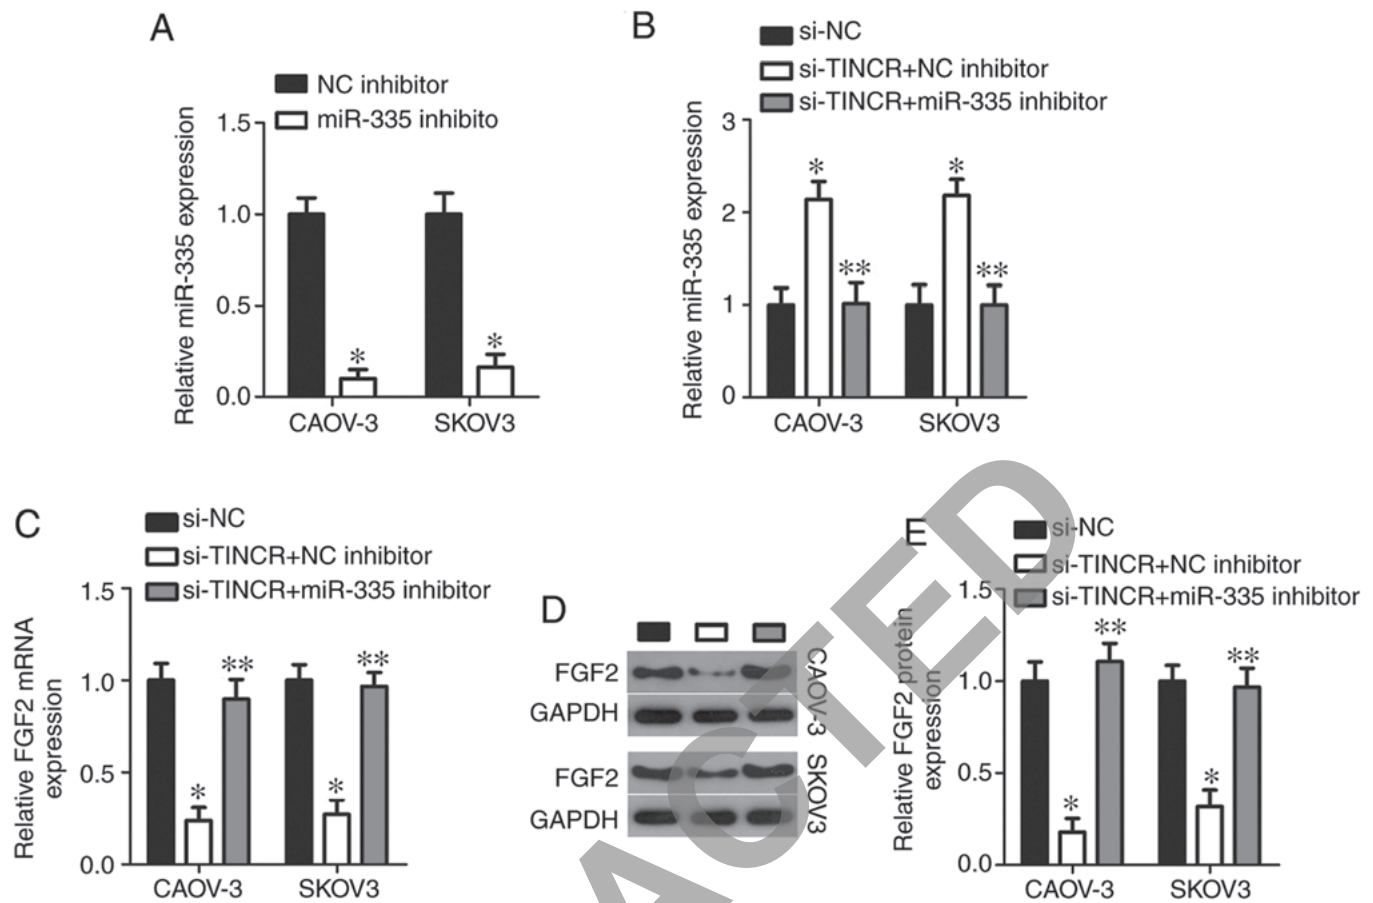 A
NC inhibitor
miR-335 inhibito
Relative miR-335 expression
1.5
1.0
0.5
0.0
CAOV-3
SKOV3
*
*
B
si-NC
si-TINCR+NC inhibitor
si-TINCR+miR-335 inhibitor
Relative miR-335 expression
3
2
1
0
*
**
*
**
CAOV-3
SKOV3
C
si-NC
si-TINCR+NC inhibitor
si-TINCR+miR-335 inhibitor
Relative FGF2 mRNA
expression
1.5
1.0
0.5
0.0
*
**
*
**
CAOV-3
SKOV3
D
FGF2
GAPDH
CAOV-3
FGF2
GAPDH
SKOV3
E
si-NC
si-TINCR+NC inhibitor
si-TINCR+miR-335 inhibitor
Relative FGF2 protein
expression
1.5
1.0
0.5
0.0
*
**
*
**
CAOV-3
SKOV3
ACTED